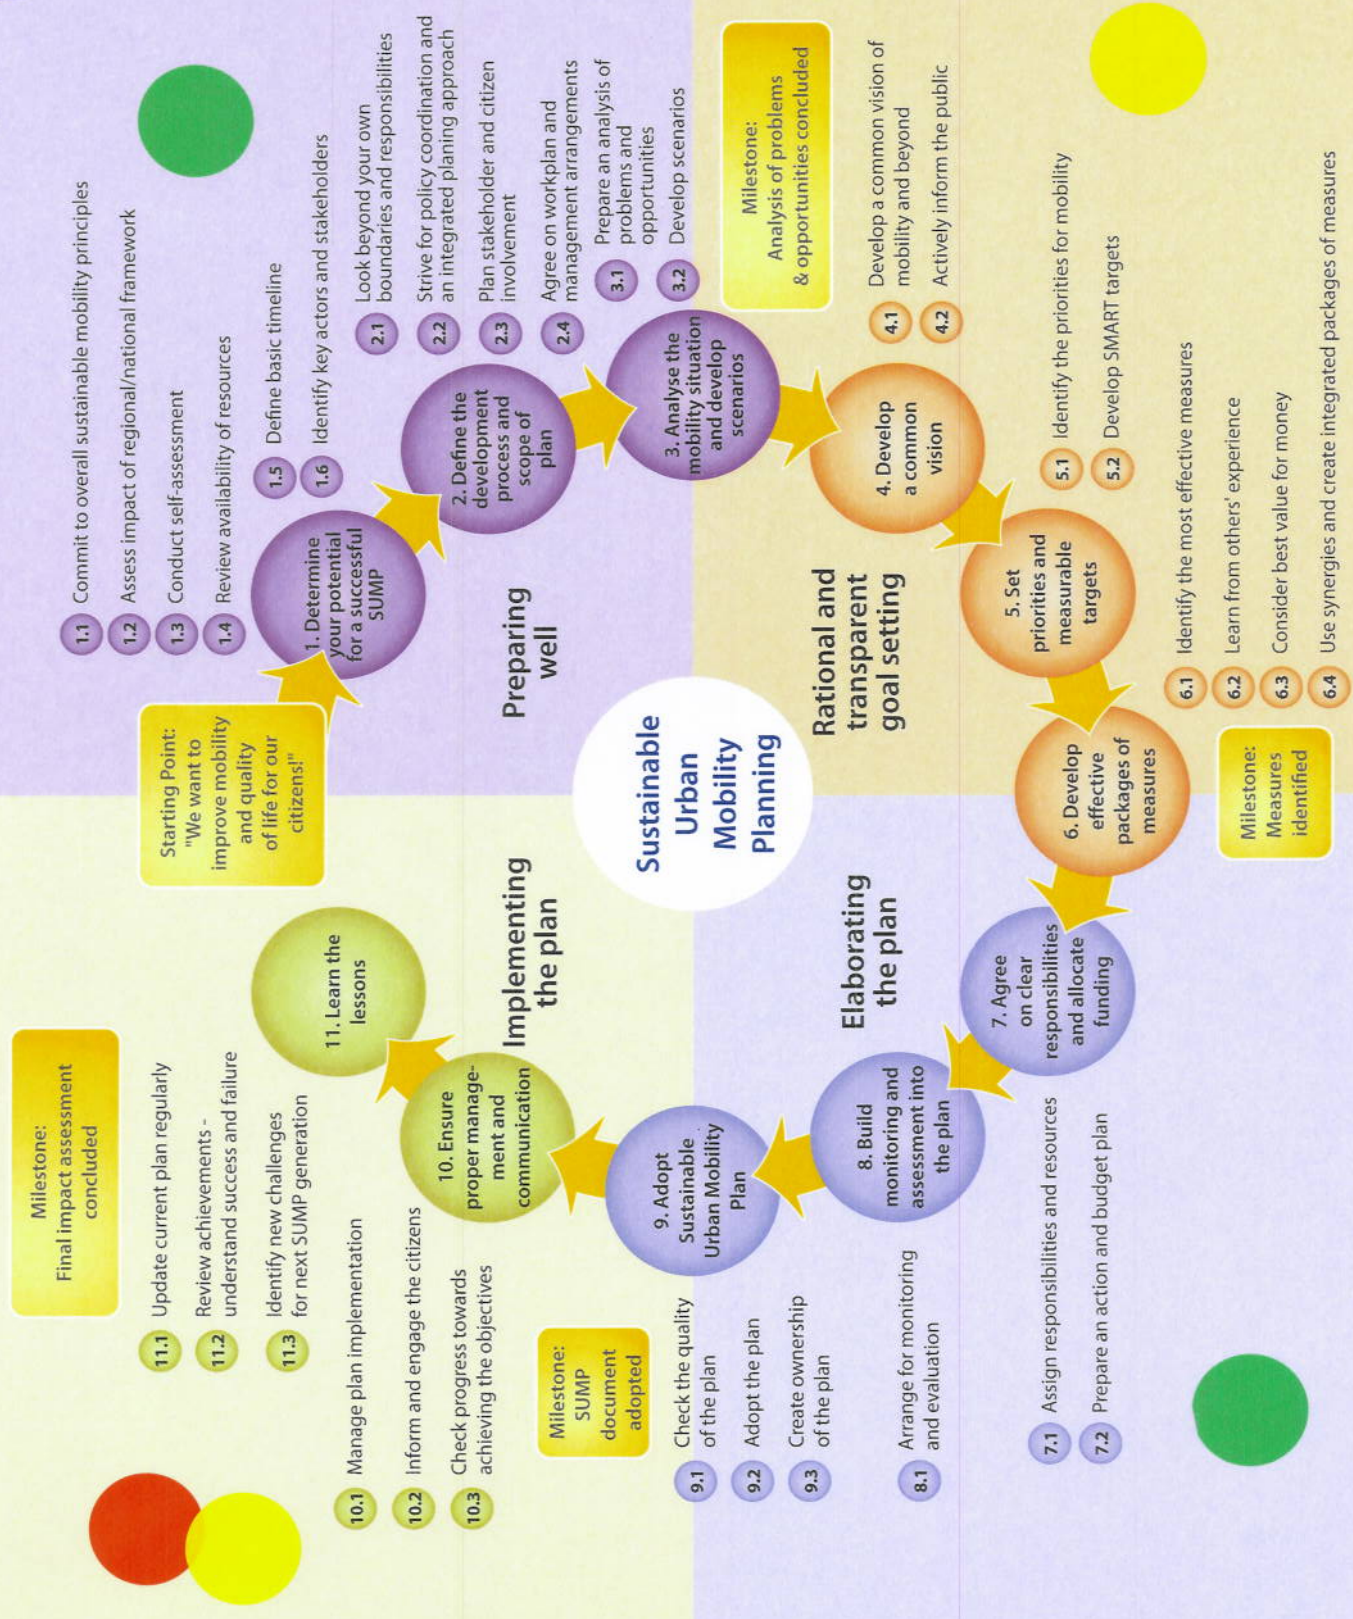 Starting Point:
"We want to
improve mobility
and quality
of life for our
citizens!"
1.1 Commit to overall sustainable mobility principles
1.2 Assess impact of regional/national framework
1.3 Conduct self-assessment
1.4 Review availability of resources
1.5 Define basic timeline
1.6 Identify key actors and stakeholders
1. Determine
your potential
for a successful
SUMP
2.1 Look beyond your own
boundaries and responsibilities
2.2 Strive for policy coordination and
an integrated planing approach
2.3 Plan stakeholder and citizen
involvement
2.4 Agree on workplan and
management arrangements
2. Define the
development
process and
scope of
plan
3.1 Prepare an analysis of
problems and
opportunities
3.2 Develop scenarios
3. Analyse the
mobility situation
and develop
scenarios
Preparing
well
Milestone:
Analysis of problems
& opportunities concluded
4.1 Develop a common vision of
mobility and beyond
4.2 Actively inform the public
4. Develop
a common
vision
5.1 Identify the priorities for mobility
5.2 Develop SMART targets
5. Set
priorities and
measurable
targets
6.1 Identify the most effective measures
6.2 Learn from others' experience
6.3 Consider best value for money
6.4 Use synergies and create integrated packages of measures
6. Develop
effective
packages of
measures
Rational and
transparent
goal setting
Milestone:
Measures
identified
Sustainable
Urban
Mobility
Planning
7. Agree
on clear
responsibilities
and allocate
funding
7.1 Assign responsibilities and resources
7.2 Prepare an action and budget plan
8. Build
monitoring and
assessment into
the plan
8.1 Arrange for monitoring
and evaluation
9. Adopt
Sustainable
Urban Mobility
Plan
9.1 Check the quality
of the plan
9.2 Adopt the plan
9.3 Create ownership
of the plan
Elaborating
the plan
Milestone:
SUMP
document
adopted
10. Ensure
proper manage-
ment and
communication
10.1 Manage plan implementation
10.2 Inform and engage the citizens
10.3 Check progress towards
achieving the objectives
11. Learn the
lessons
11.1 Update current plan regularly
11.2 Review achievements -
understand success and failure
11.3 Identify new challenges
for next SUMP generation
Implementing
the plan
Milestone:
Final impact assessment
concluded